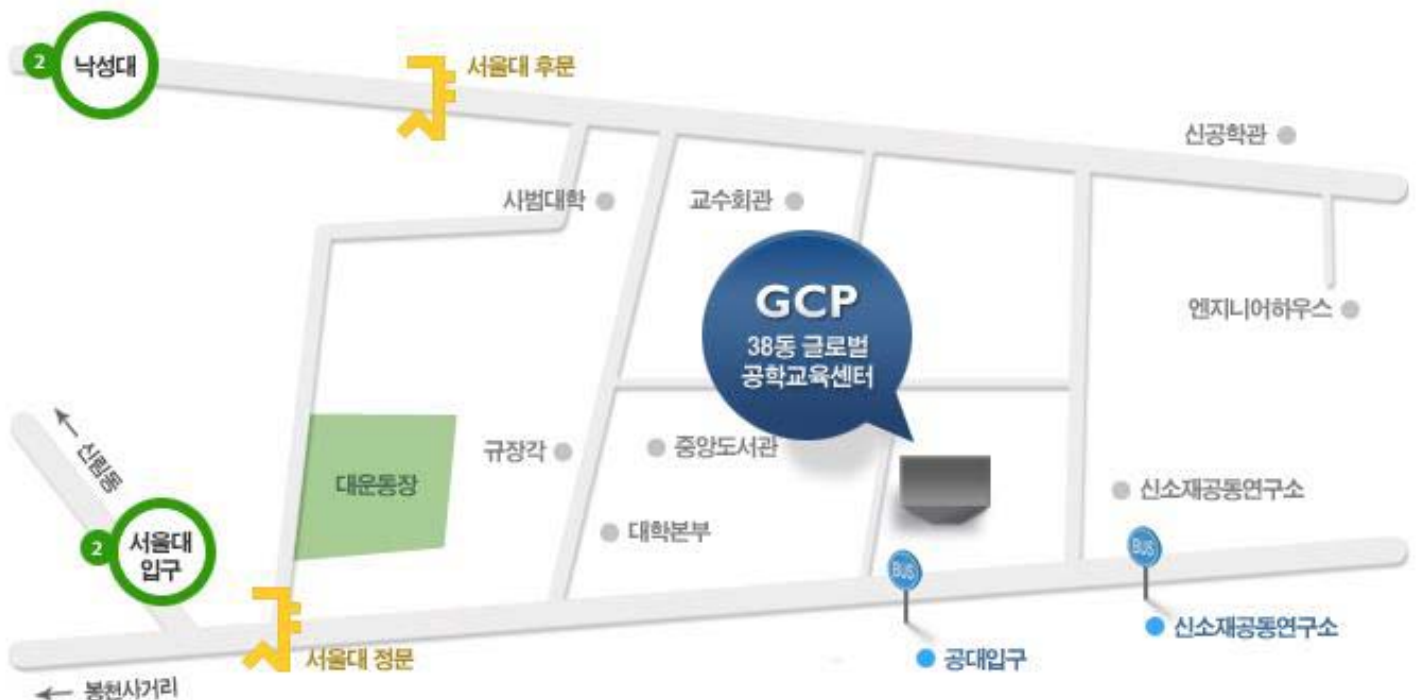 2
낙성대
서울대 후문
신공학관
사범대학
교수회관
GCP
38동 글로벌
공학교육센터
엔지니어하우스
← 신림동
대운동장
규장각
중앙도서관
신소재공동연구소
대학본부
2
서울대
입구
BUS
BUS
신소재공동연구소
공대입구
서울대 정문
← 봉천사거리